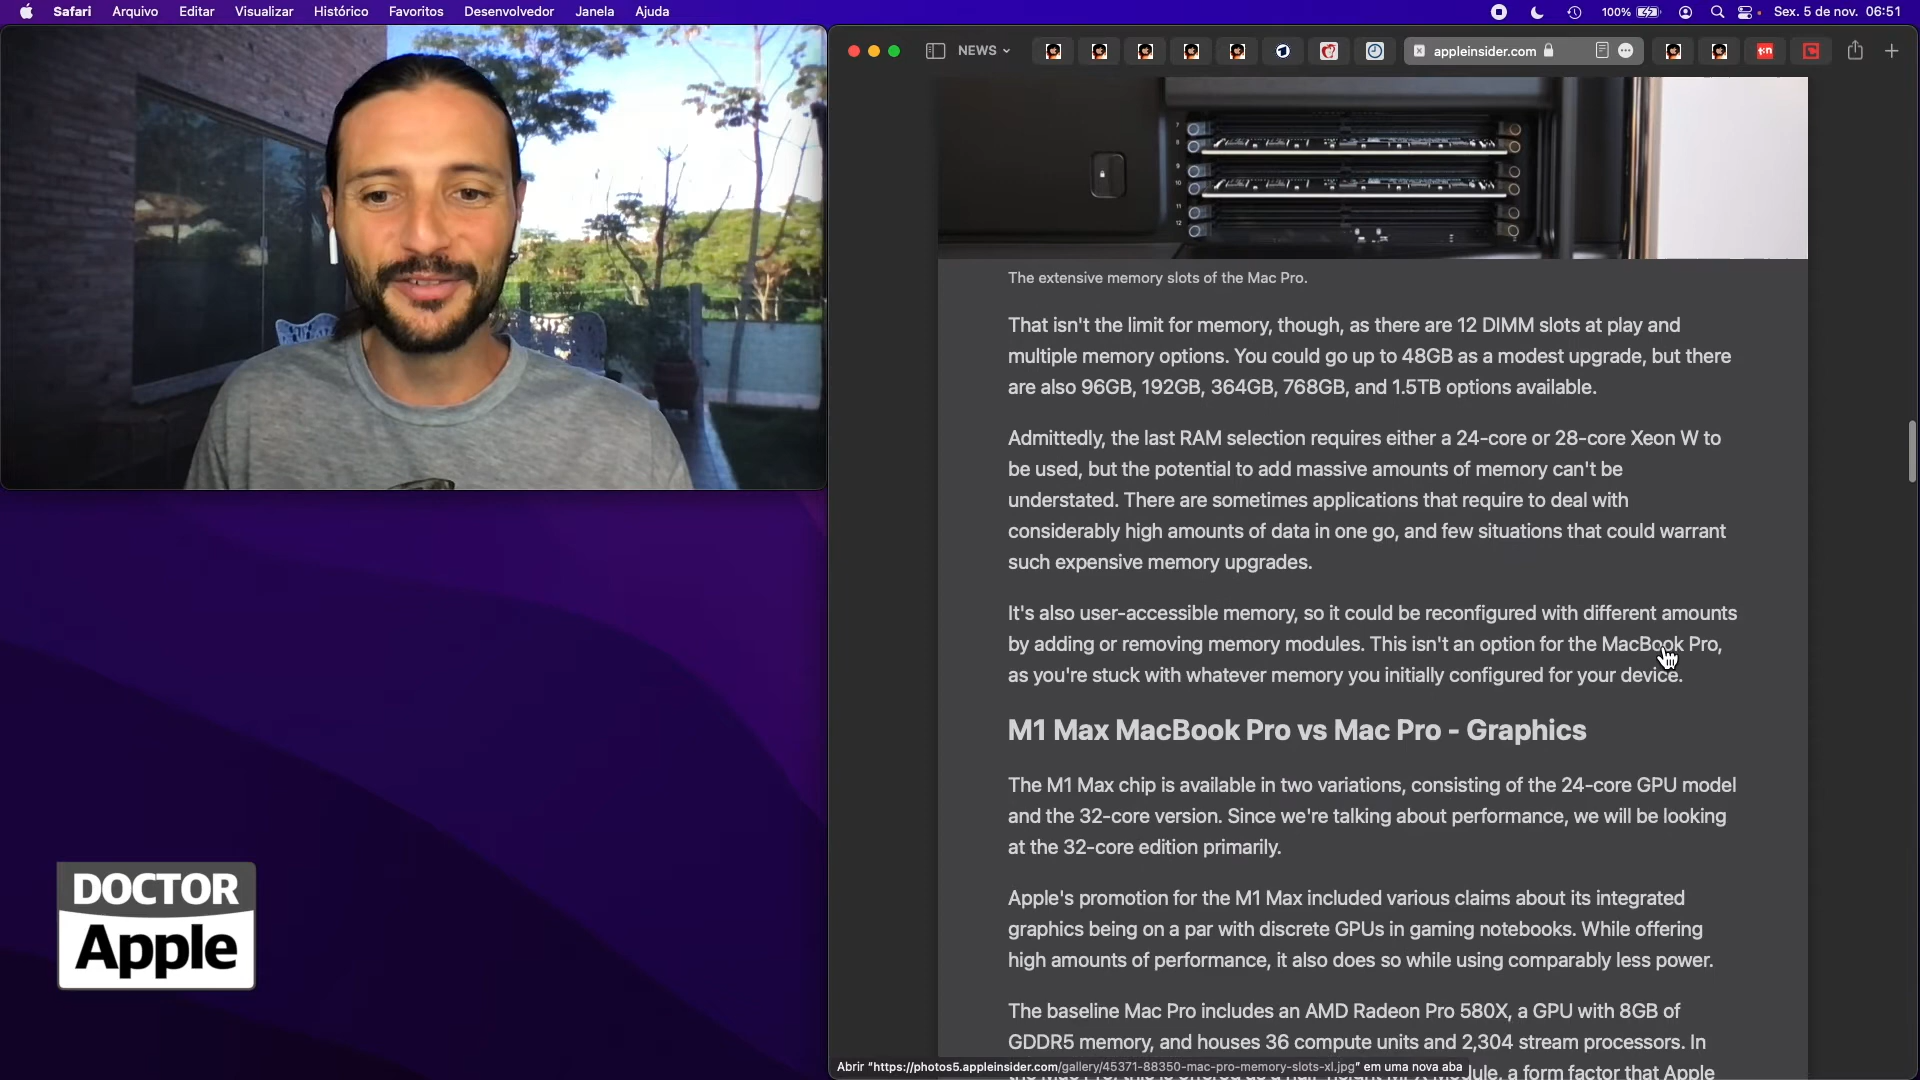 Safari Arquivo Editar Visualizar Histórico Favoritos Desenvolvedor Janela Ajuda
100% Sex. 5 de nov. 06:51
NEWS
appleinsider.com
The extensive memory slots of the Mac Pro.
That isn't the limit for memory, though, as there are 12 DIMM slots at play and
multiple memory options. You could go up to 48GB as a modest upgrade, but there
are also 96GB, 192GB, 364GB, 768GB, and 1.5TB options available.
Admittedly, the last RAM selection requires either a 24-core or 28-core Xeon W to
be used, but the potential to add massive amounts of memory can't be
understated. There are sometimes applications that require to deal with
considerably high amounts of data in one go, and few situations that could warrant
such expensive memory upgrades.
It's also user-accessible memory, so it could be reconfigured with different amounts
by adding or removing memory modules. This isn't an option for the MacBook Pro,
as you're stuck with whatever memory you initially configured for your device.
M1 Max MacBook Pro vs Mac Pro - Graphics
The M1 Max chip is available in two variations, consisting of the 24-core GPU model
and the 32-core version. Since we're talking about performance, we will be looking
at the 32-core edition primarily.
Apple's promotion for the M1 Max included various claims about its integrated
graphics being on a par with discrete GPUs in gaming notebooks. While offering
high amounts of performance, it also does so while using comparably less power.
The baseline Mac Pro includes an AMD Radeon Pro 580X, a GPU with 8GB of
GDDR5 memory, and houses 36 compute units and 2,304 stream processors. In
a form factor that Apple
Abrir "https://photos5.appleinsider.com/gallery/45371-88350-mac-pro-memory-slots-xl.jpg" em uma nova aba
DOCTOR
Apple